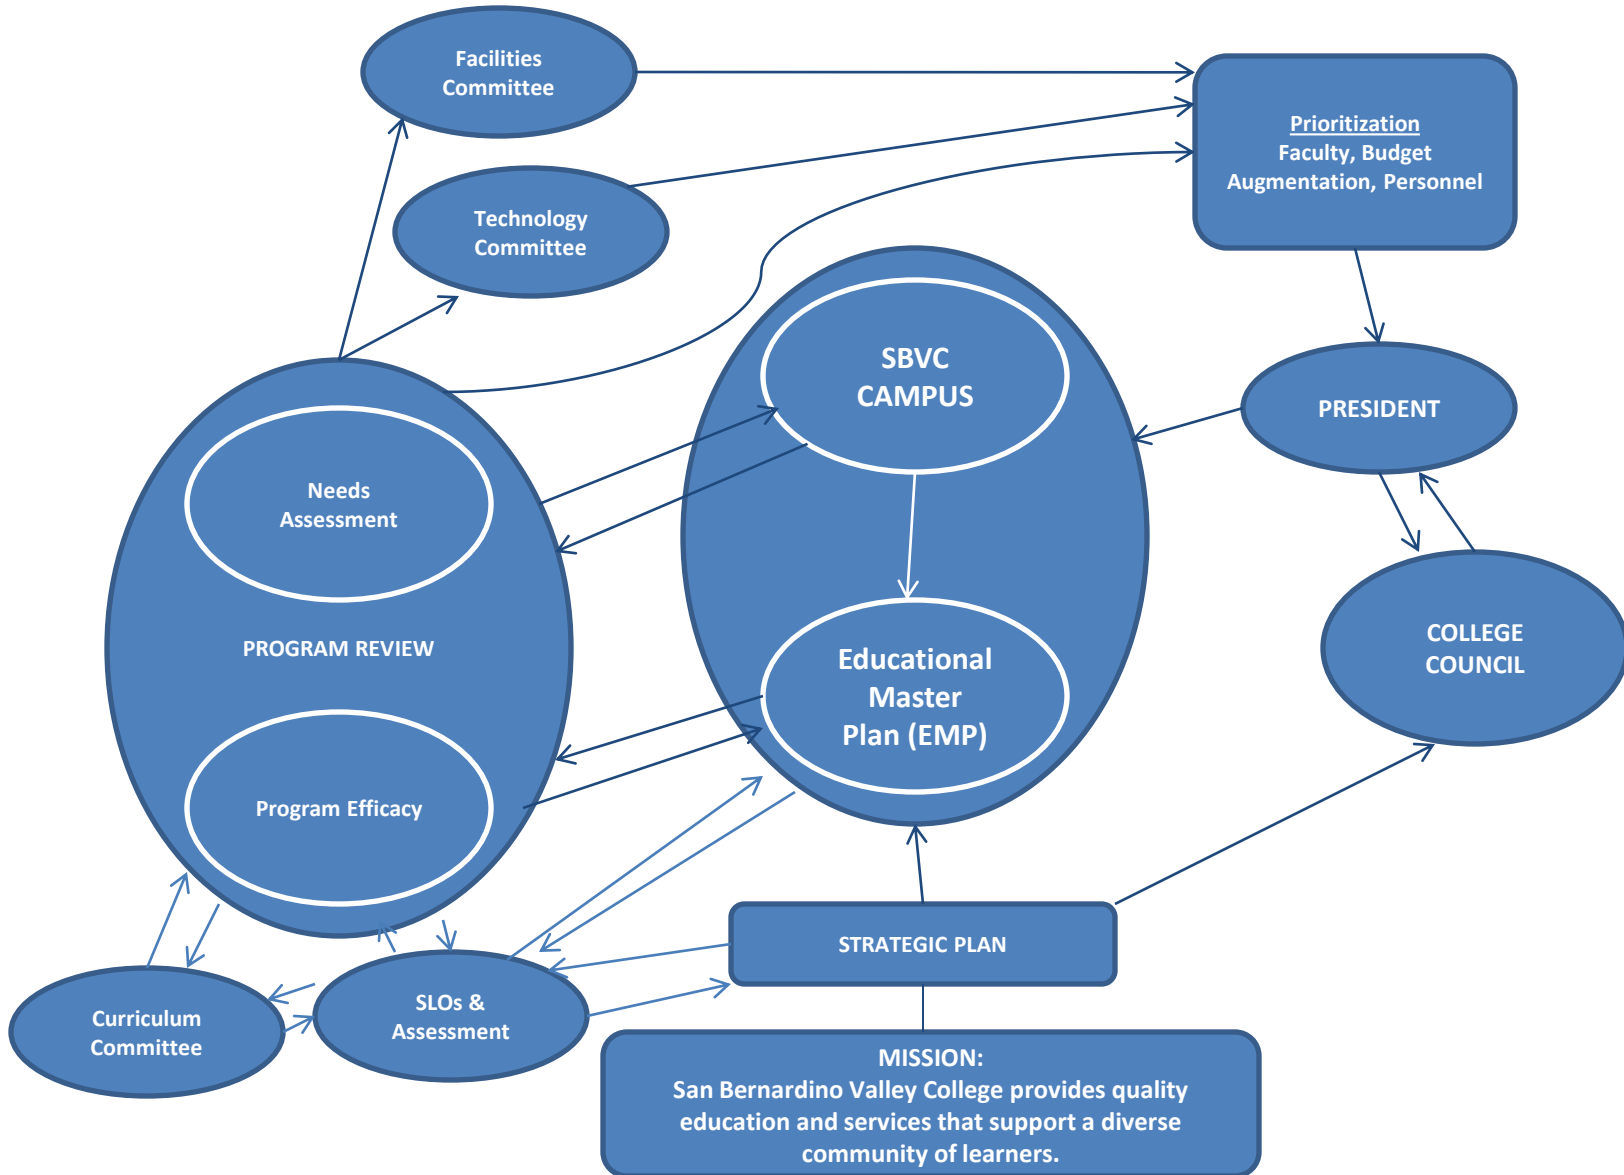 Facilities
Committee
Prioritization
Faculty, Budget
Augmentation, Personnel
Technology
Committee
SBVC
CAMPUS
PRESIDENT
Needs
Assessment
PROGRAM REVIEW
Educational
Master
Plan (EMP)
COLLEGE
COUNCIL
Program Efficacy
STRATEGIC PLAN
SLOs &
Assessment
Curriculum
Committee
MISSION:
San Bernardino Valley College provides quality
education and services that support a diverse
community of learners.